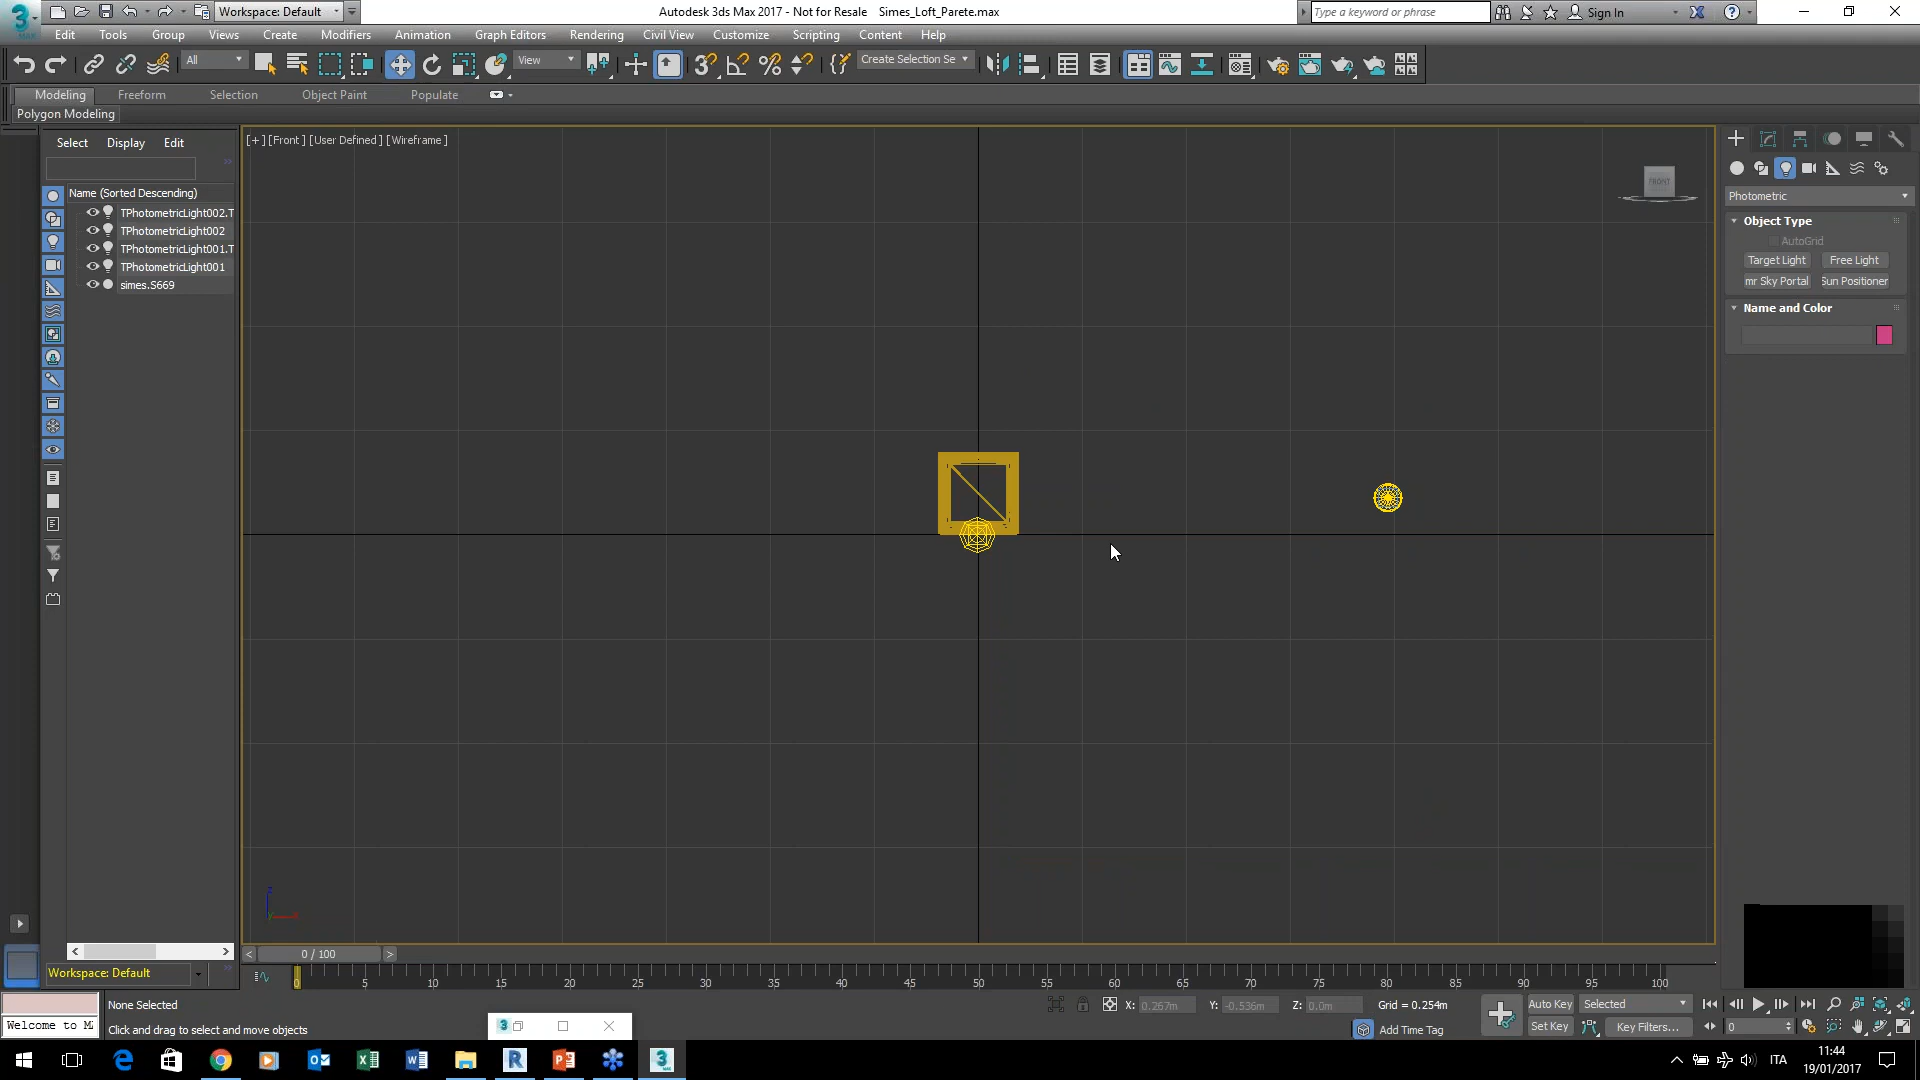 Workspace: Default
Autodesk 3ds Max 2017 - Not for Resale    Simes_Loft_Parete.max
Type a keyword or phrase
Sign In
3
MAX
Edit Tools Group Views Create Modifiers Animation Graph Editors Rendering Civil View Customize Scripting Content Help
All
View
Create Selection Se
Modeling Freeform Selection Object Paint Populate
Polygon Modeling
Select Display Edit
Name (Sorted Descending)
TPhotometricLight002.T
TPhotometricLight002
TPhotometricLight001.T
TPhotometricLight001
simes.S669
[+] [Front ] [User Defined ] [Wireframe ]
FRONT
Photometric
Object Type
AutoGrid
Target Light Free Light
mr Sky Portal Sun Positioner
Name and Color
z
x
0 / 100
Workspace: Default
0 5 10 15 20 25 30 35 40 45 50 55 60 65 70 75 80 85 90 95 100
None Selected
X: 0.267m Y: -0.536m Z: 0.0m Grid = 0.254m
Auto Key Selected
Welcome to M
Click and drag to select and move objects
Add Time Tag
Set Key Key Filters...
0
ITA
11:44
19/01/2017